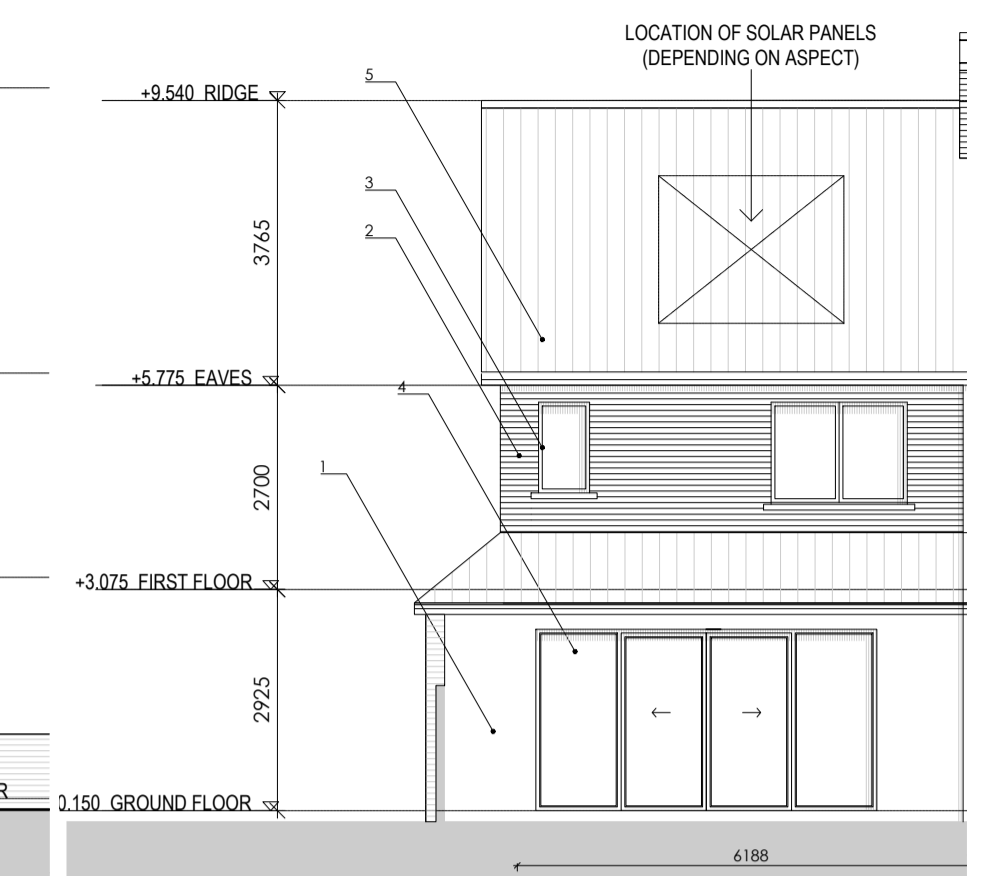 LOCATION OF SOLAR PANELS
(DEPENDING ON ASPECT)
5
+9.540 RIDGE
3
3765
2
+5.775 EAVES
4
1
2700
+3.075 FIRST FLOOR
2925
R
0.150 GROUND FLOOR
6188